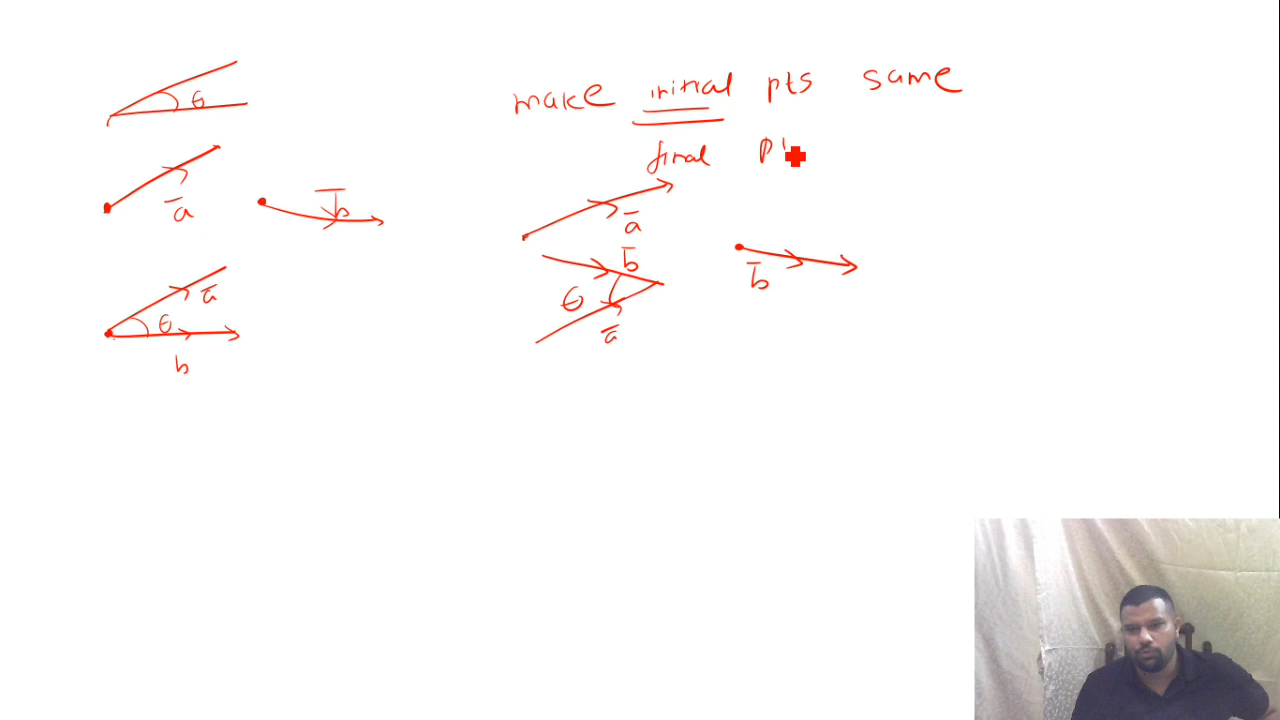 θ
make initial pts same
final
a̅
b̅
a̅
b̅
b̅
a̅
θ
θ
a̅
b